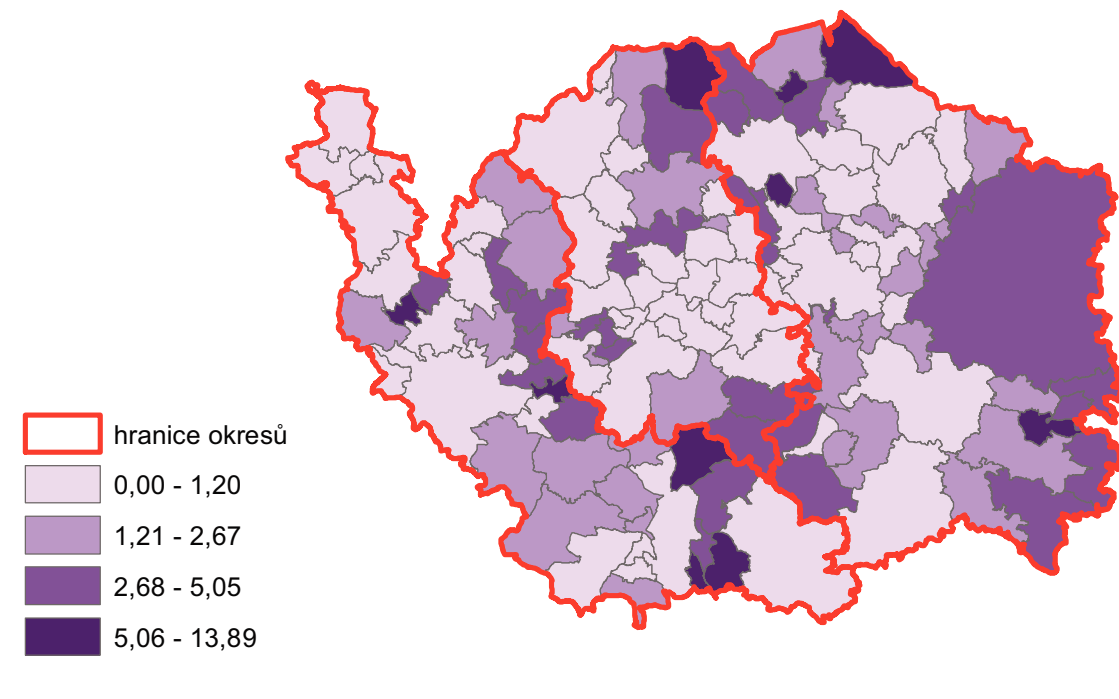 hranice okresů
0,00 - 1,20
1,21 - 2,67
2,68 - 5,05
5,06 - 13,89